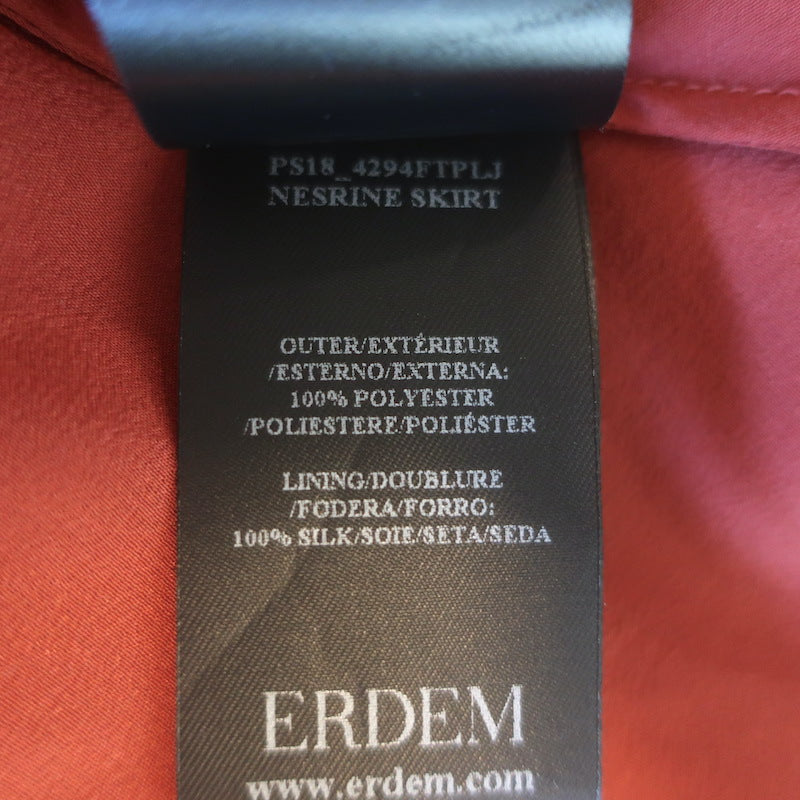 PS18_4294FTPLJ
NESRINE SKIRT
OUTER/EXTÉRIEUR
/ESTERNO/EXTERNA:
100% POLYESTER
/POLIESTERE/POLIÉSTER
LINING/DOUBLURE
/FODERA/FORRO:
100% SILK/SOIE/SETA/SEDA
ERDEM
www.erdem.com